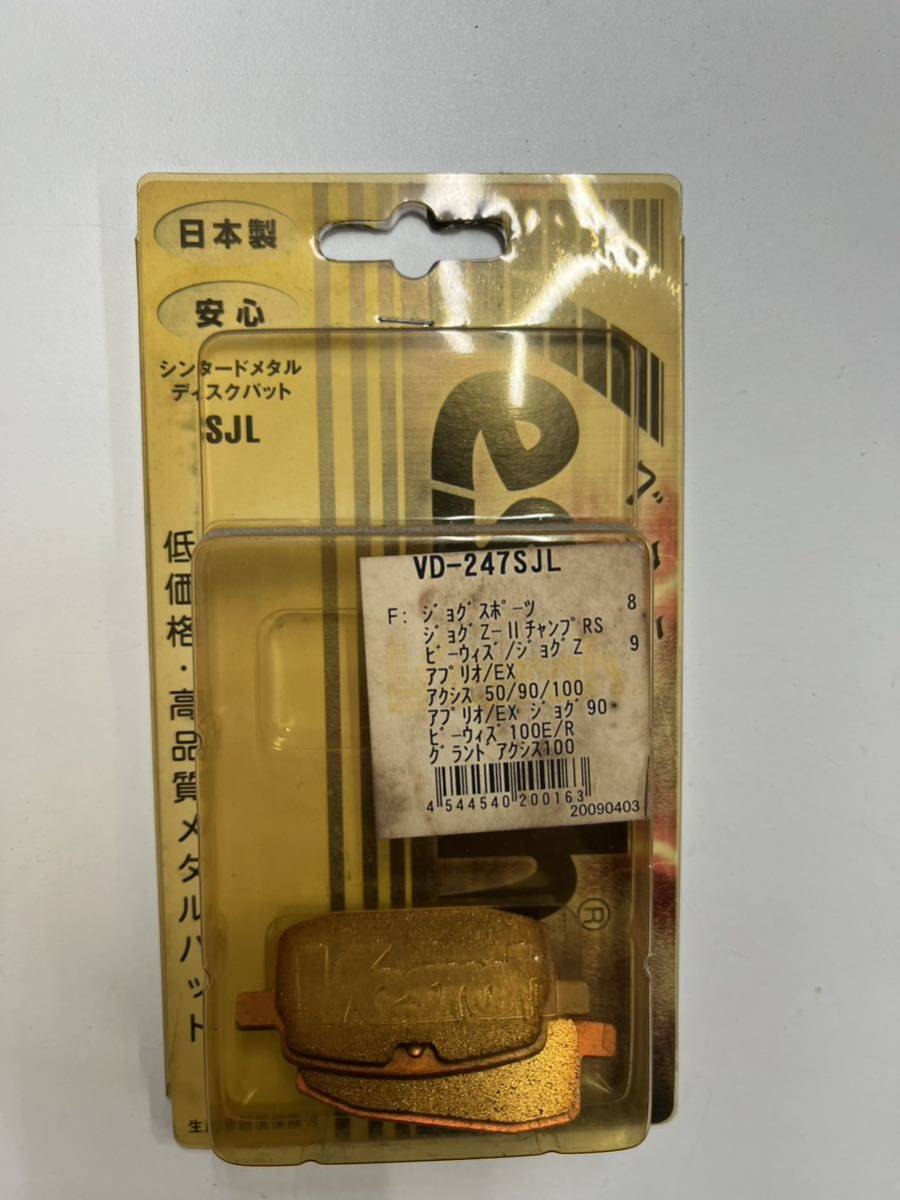 日本製
安心
シンタードメタル
ディスクパット
SJL
低価格・高品質メタルパット
VD-247SJL
F: ジョグスポーツ 8
ジョグZ-IIチャンプRS
ビーウィズ/ジョグZ 9
アプリオ/EX
アクシス 50/90/100
アプリオ/EX ジョグ90
ビーウィズ100E/R
グランドアクシス100
4 544540 200163
20090403
®